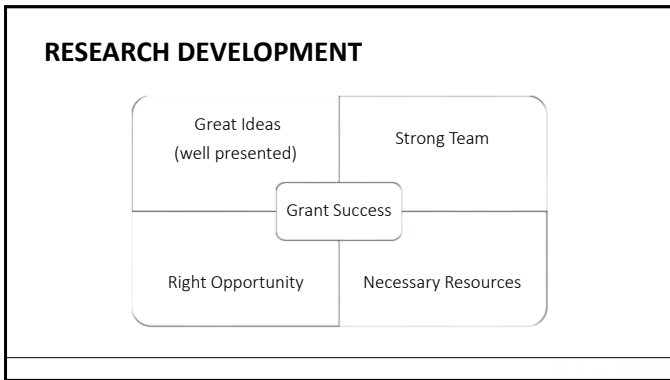 RESEARCH DEVELOPMENT
Great Ideas
(well presented)
Strong Team
Grant Success
Right Opportunity
Necessary Resources